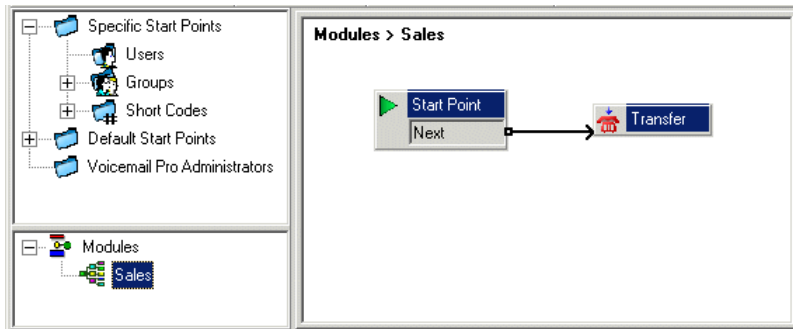 Specific Start Points
Users
Groups
Short Codes
Default Start Points
Voicemail Pro Administrators
Modules
Sales
Modules > Sales
Start Point
Next
Transfer